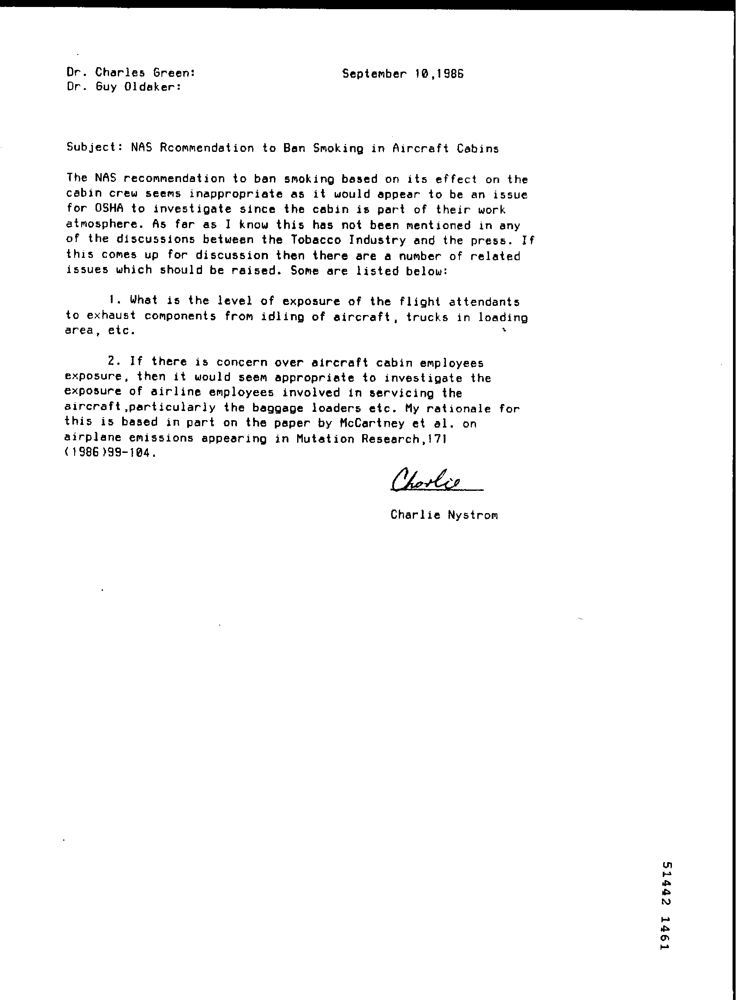 Dr. Charles Green: September 10,1986
Dr. Guy Oldaker:
Subject: NAS Rcommendation to Ban Smoking in Aircraft Cabins
The NAS recommendation to ban smoking based on its effect on the
cabin crew seems inappropriate as it would appear to be an issue
for OSHA to investigate since the cabin is part of their work
atmosphere. As far as I know this has not been mentioned in any
of the discussions between the Tobacco Industry and the press. If
this comes up for discussion then there are a number of related
issues which should be raised. Some are listed below:
1. What is the level of exposure of the flight attendants
to exhaust components from idling of aircraft, trucks in loading
area, etc.
2. If there is concern over aircraft cabin employees
exposure, then it would seem appropriate to investigate the
exposure of airline employees involved in servicing the
aircraft,particularly the baggage loaders etc. My rationale for
this is based in part on the paper by McCartney et al. on
airplane emissions appearing in Mutation Research,171
(1986)99-104.
Charlie
Charlie Nystrom
51442 1461